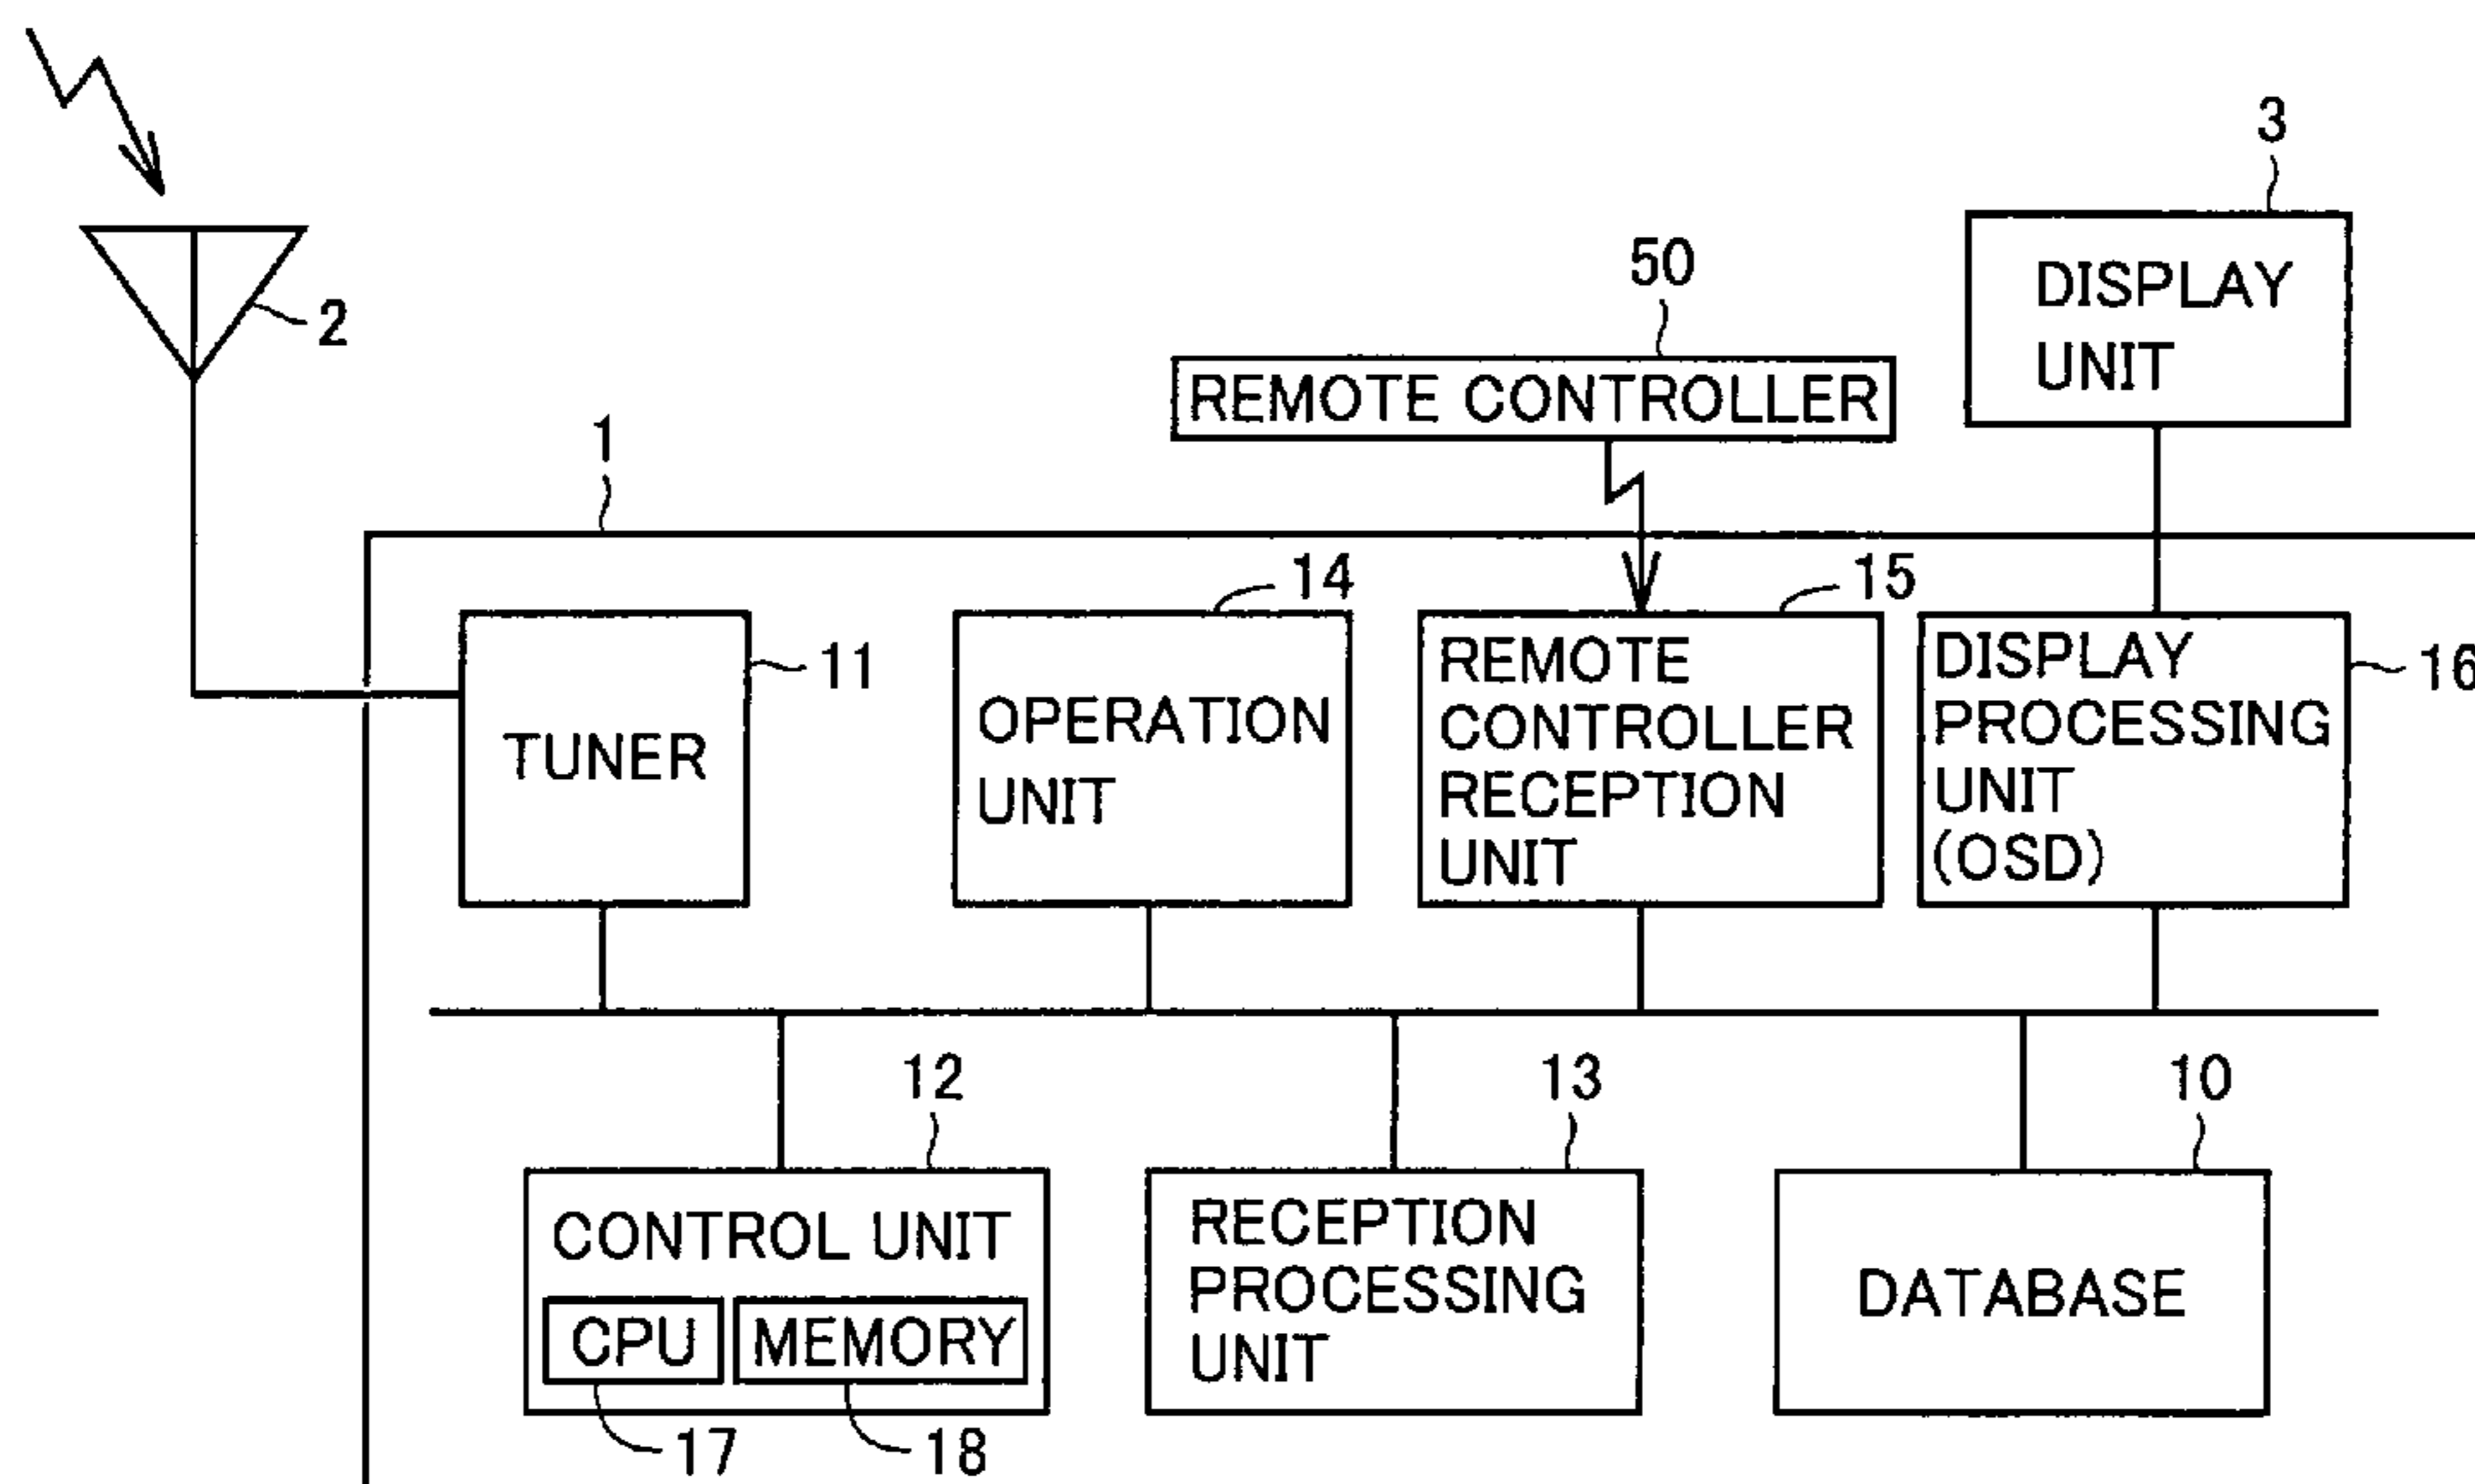 3
50
DISPLAY
UNIT
2
REMOTE CONTROLLER
1
14
15
TUNER
11
OPERATION
UNIT
REMOTE
CONTROLLER
RECEPTION
UNIT
DISPLAY
PROCESSING
UNIT
(OSD)
16
12
13
10
CONTROL UNIT
CPU
MEMORY
RECEPTION
PROCESSING
UNIT
DATABASE
17
18